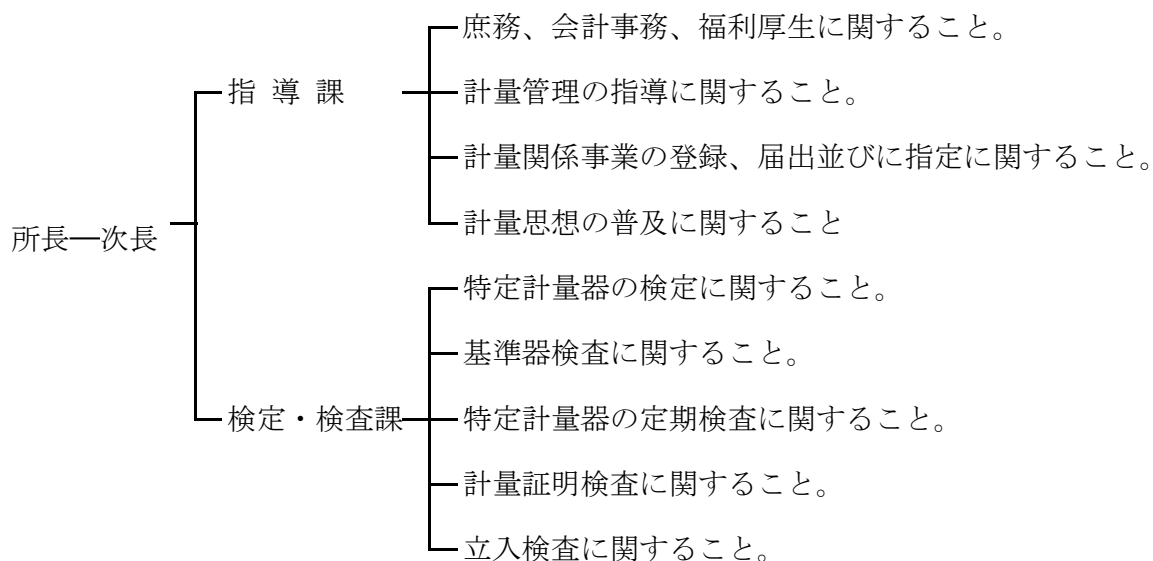 所長―次長
指 導 課
庶務、会計事務、福利厚生に関すること。
計量管理の指導に関すること。
計量関係事業の登録、届出並びに指定に関すること。
計量思想の普及に関すること
検定・検査課
特定計量器の検定に関すること。
基準器検査に関すること。
特定計量器の定期検査に関すること。
計量証明検査に関すること。
立入検査に関すること。